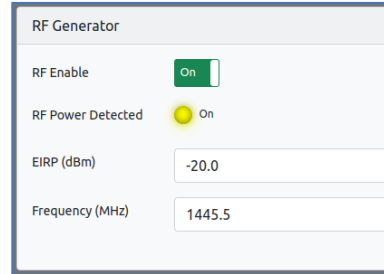 RF Generator
RF Enable On
RF Power Detected On
EIRP (dBm) -20.0
Frequency (MHz) 1445.5